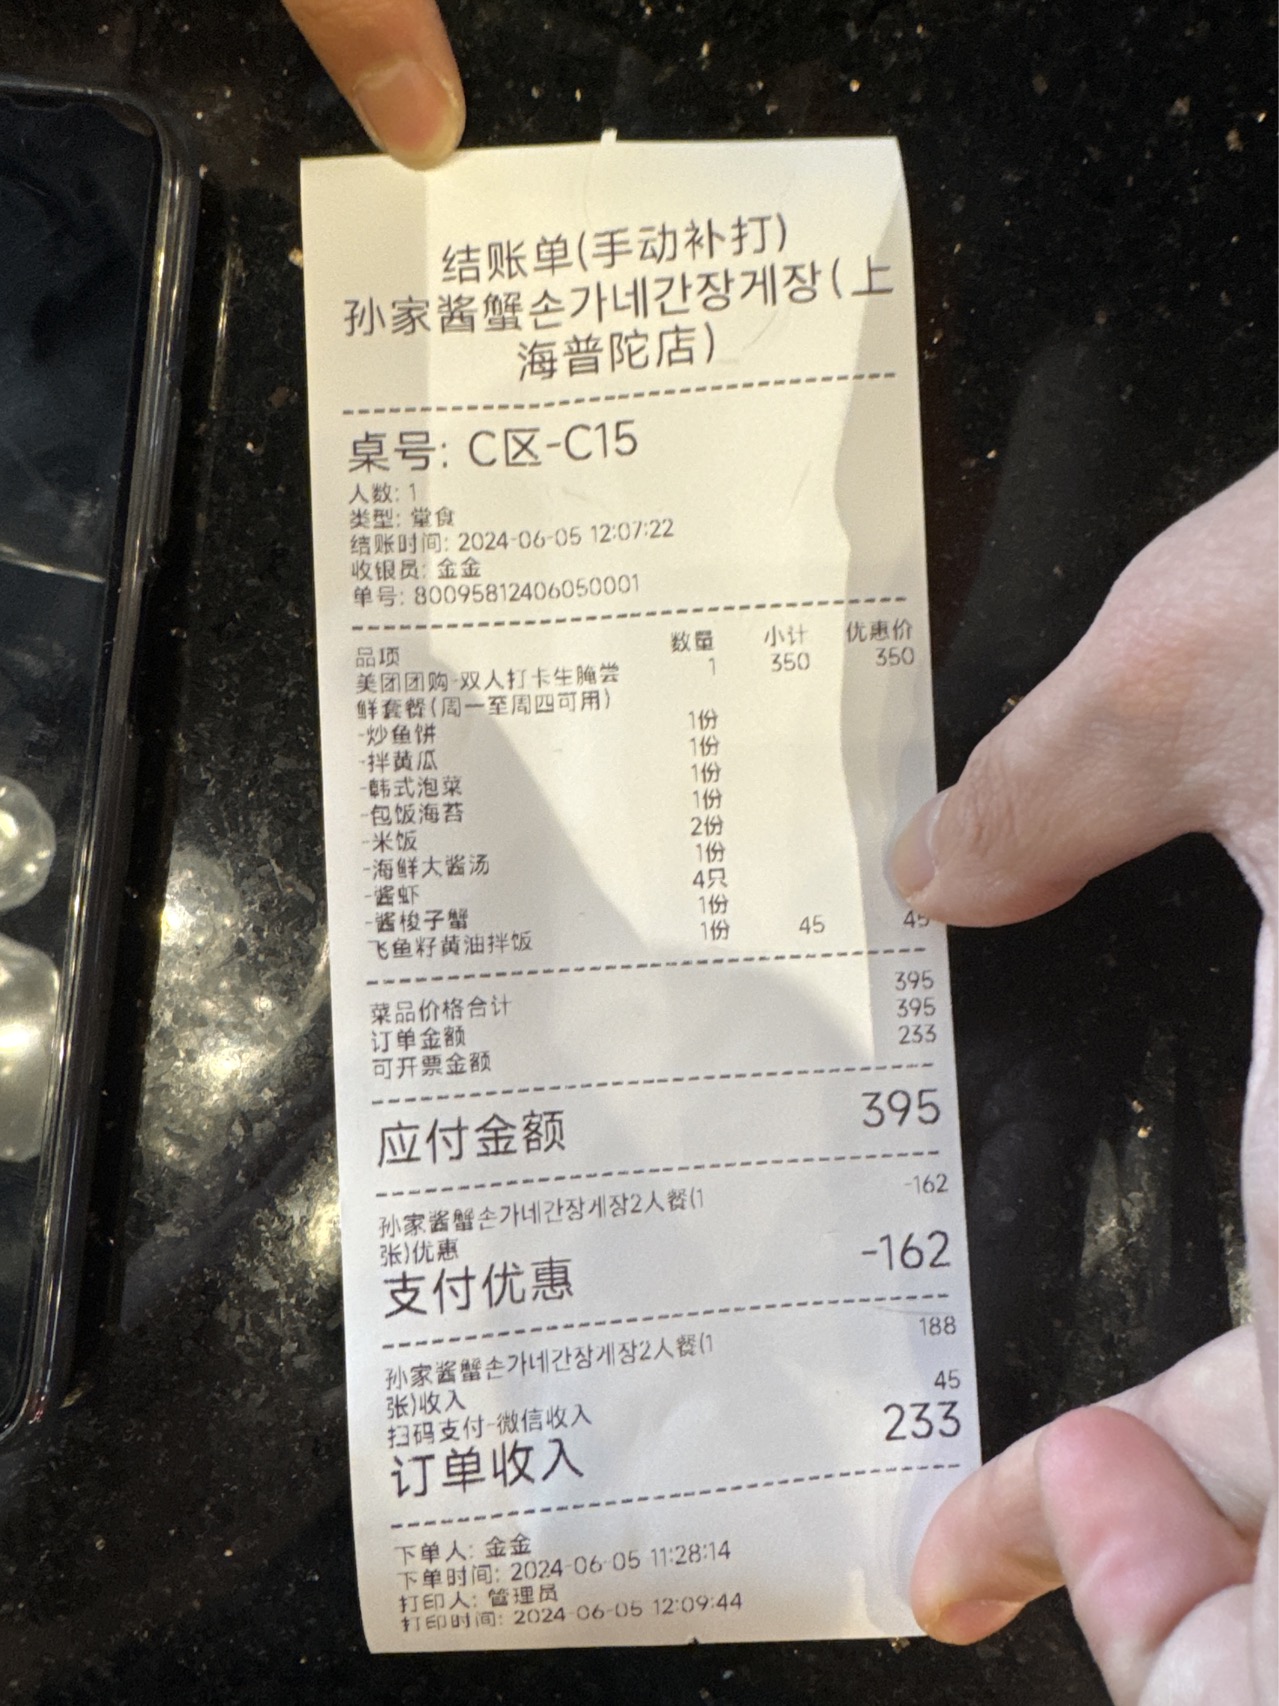 结账单(手动补打)
孙家酱蟹손가네간장게장(上
海普陀店)
桌号: C区-C15
人数: 1
类型: 堂食
结账时间: 2024-06-05 12:07:22
收银员: 金金
单号: 80095812406050001
品项 数量 小计 优惠价
美团团购-双人打卡生腌尝 1 350 350
鲜套餐(周一至周四可用)
-炒鱼饼 1份
-拌黄瓜 1份
-韩式泡菜 1份
-包饭海苔 1份
-米饭 2份
-海鲜大酱汤 1份
-酱虾 4只
-酱梭子蟹 1份
飞鱼籽黄油拌饭 1份 45 45
菜品价格合计 395
订单金额 395
可开票金额 233
应付金额 395
孙家酱蟹손가네간장게장2人餐(1 -162
张)优惠
支付优惠 -162
孙家酱蟹손가네간장게장2人餐(1 188
张)收入
扫码支付-微信收入 45
订单收入 233
下单人: 金金
下单时间: 2024-06-05 11:28:14
打印人: 管理员
打印时间: 2024-06-05 12:09:44